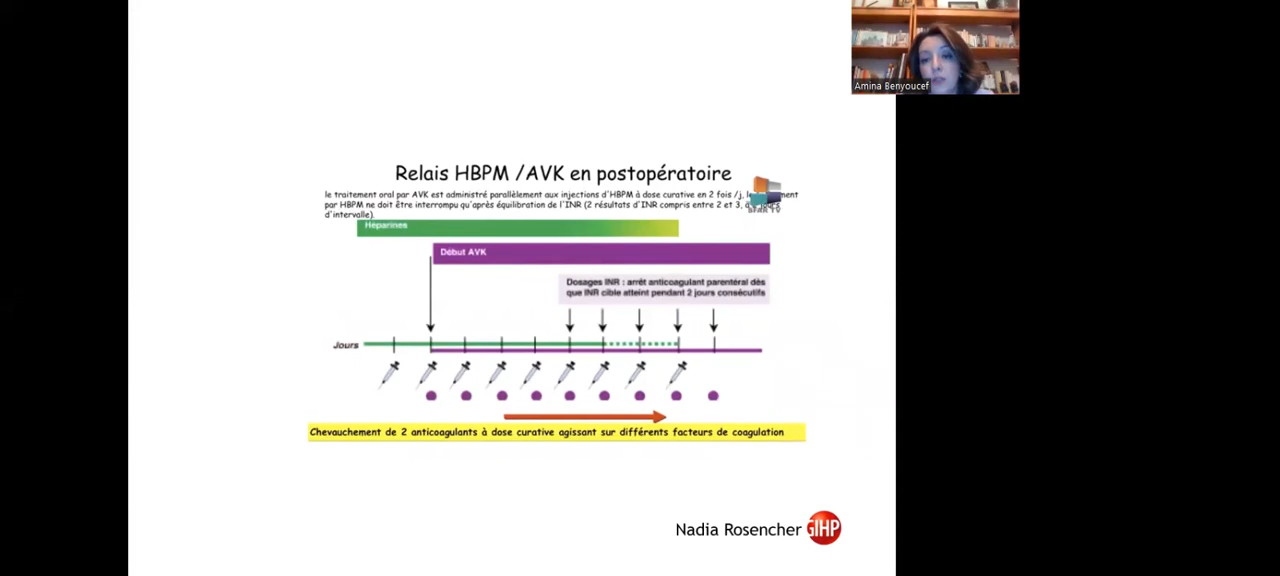 Amina Benyoucef
Relais HBPM /AVK en postopératoire
le traitement oral par AVK est administré parallèlement aux injections d'HBPM à dose curative en 2 fois /j, le
par HBPM ne doit être interrompu qu'après équilibration de l'INR (2 résultats d'INR compris entre 2 et 3, à
d'intervalle).
SFAR TV
Héparines
Début AVK
Dosages INR : arrêt anticoagulant parentéral dès
que INR cible atteint pendant 2 jours consécutifs
Jours
Chevauchement de 2 anticoagulants à dose curative agissant sur différents facteurs de coagulation
Nadia Rosencher GIHP